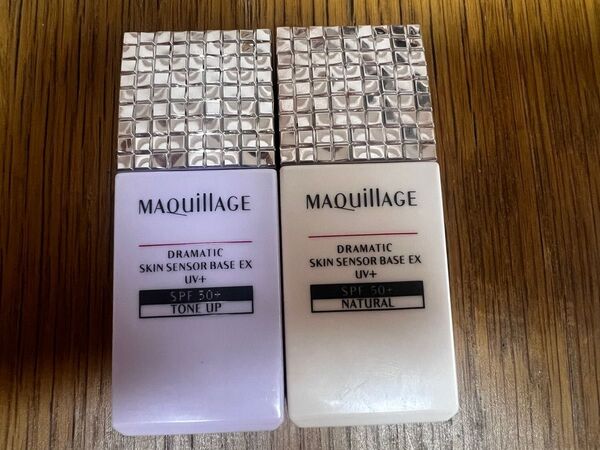 MAQuillAGE
DRAMATIC
SKIN SENSOR BASE EX
UV+
SPF 50+
TONE UP
MAQuillAGE
DRAMATIC
SKIN SENSOR BASE EX
UV+
SPF 50+
NATURAL